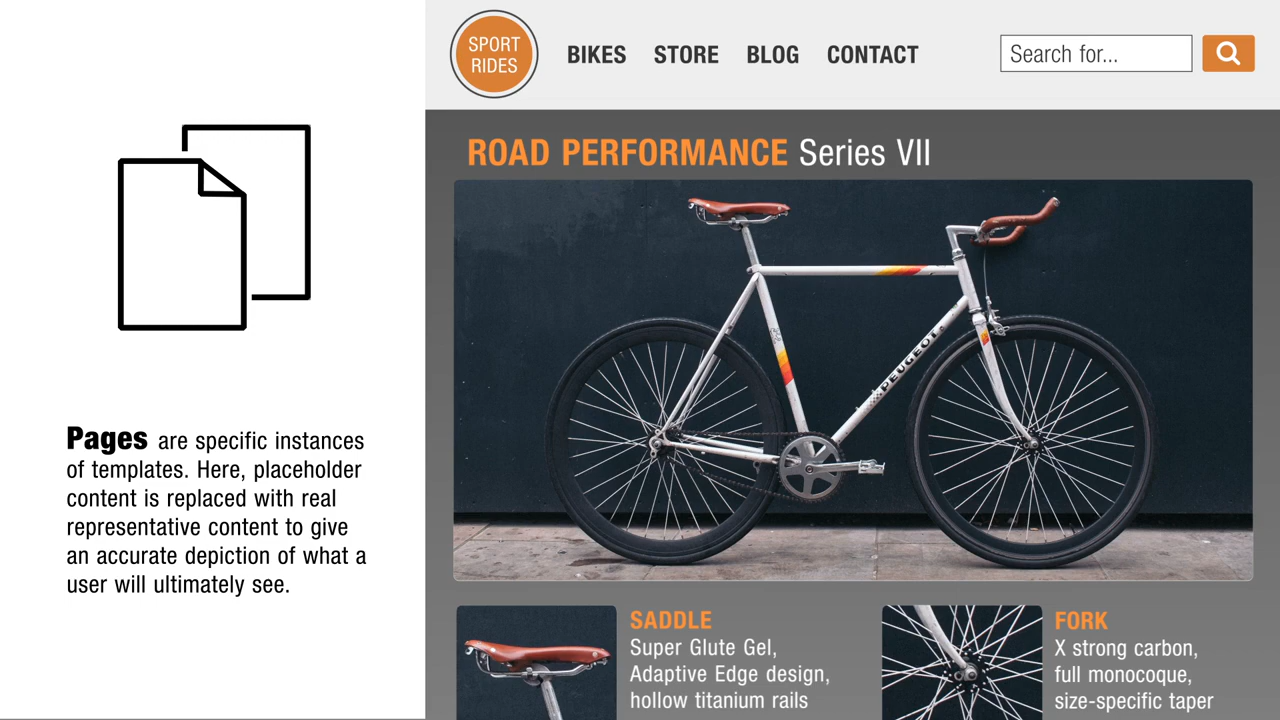 SPORT
RIDES
BIKES STORE BLOG CONTACT
Search for...
ROAD PERFORMANCE Series VII
PEUGEOT
Pages are specific instances
of templates. Here, placeholder
content is replaced with real
representative content to give
an accurate depiction of what a
user will ultimately see.
SADDLE
Super Glute Gel,
Adaptive Edge design,
hollow titanium rails
FORK
X strong carbon,
full monocoque,
size-specific taper